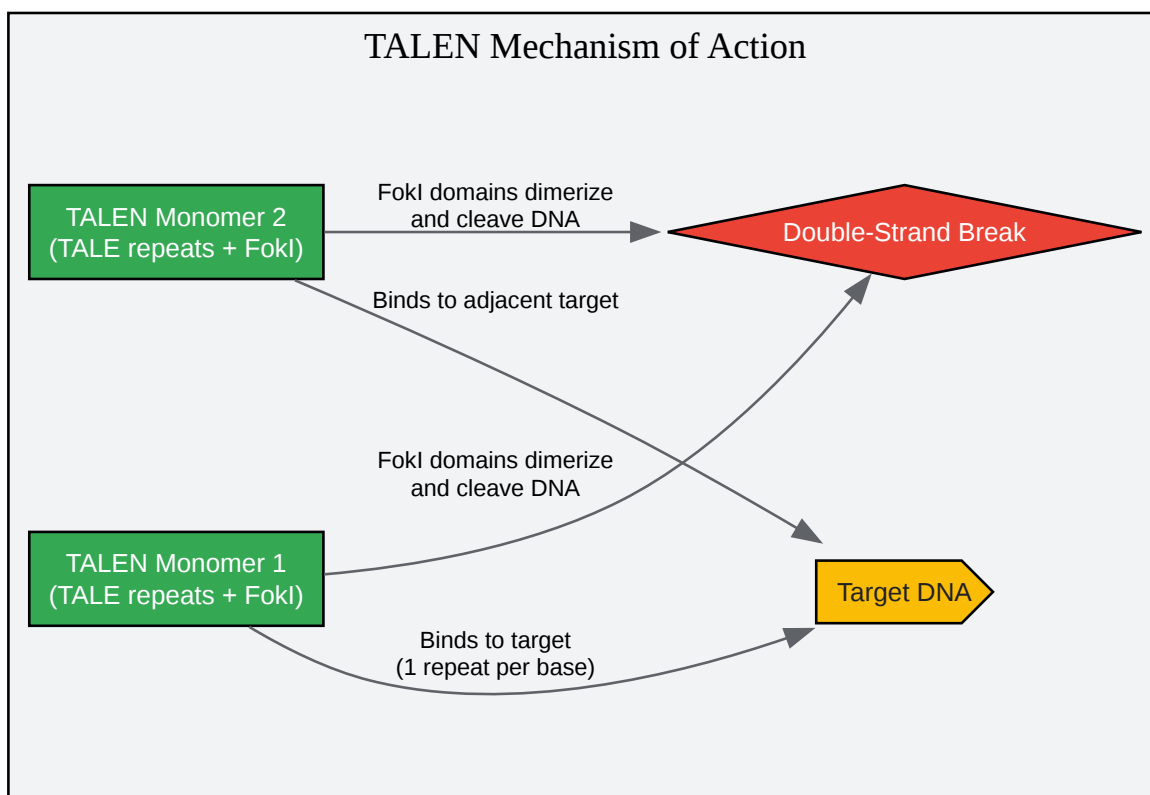 TALEN Mechanism of Action
TALEN Monomer 2
(TALE repeats + FokI)
FokI domains dimerize
and cleave DNA
Double-Strand Break
Binds to adjacent target
FokI domains dimerize
and cleave DNA
TALEN Monomer 1
(TALE repeats + FokI)
Target DNA
Binds to target
(1 repeat per base)